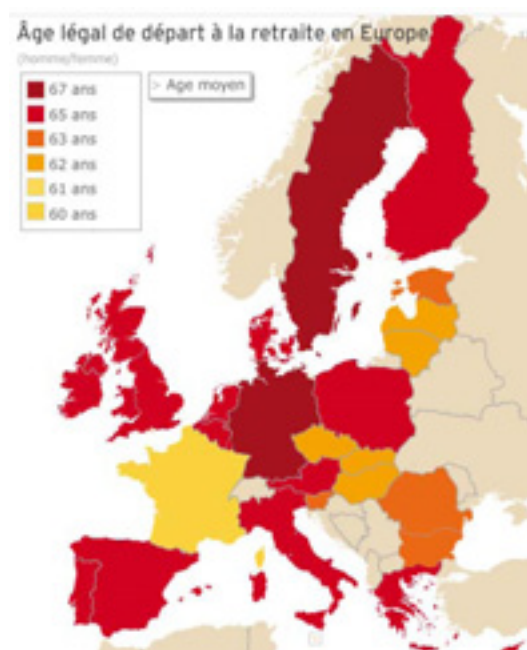 Âge légal de départ à la retraite en Europe
(homme/femme)
67 ans
65 ans
63 ans
62 ans
61 ans
60 ans
> Age moyen